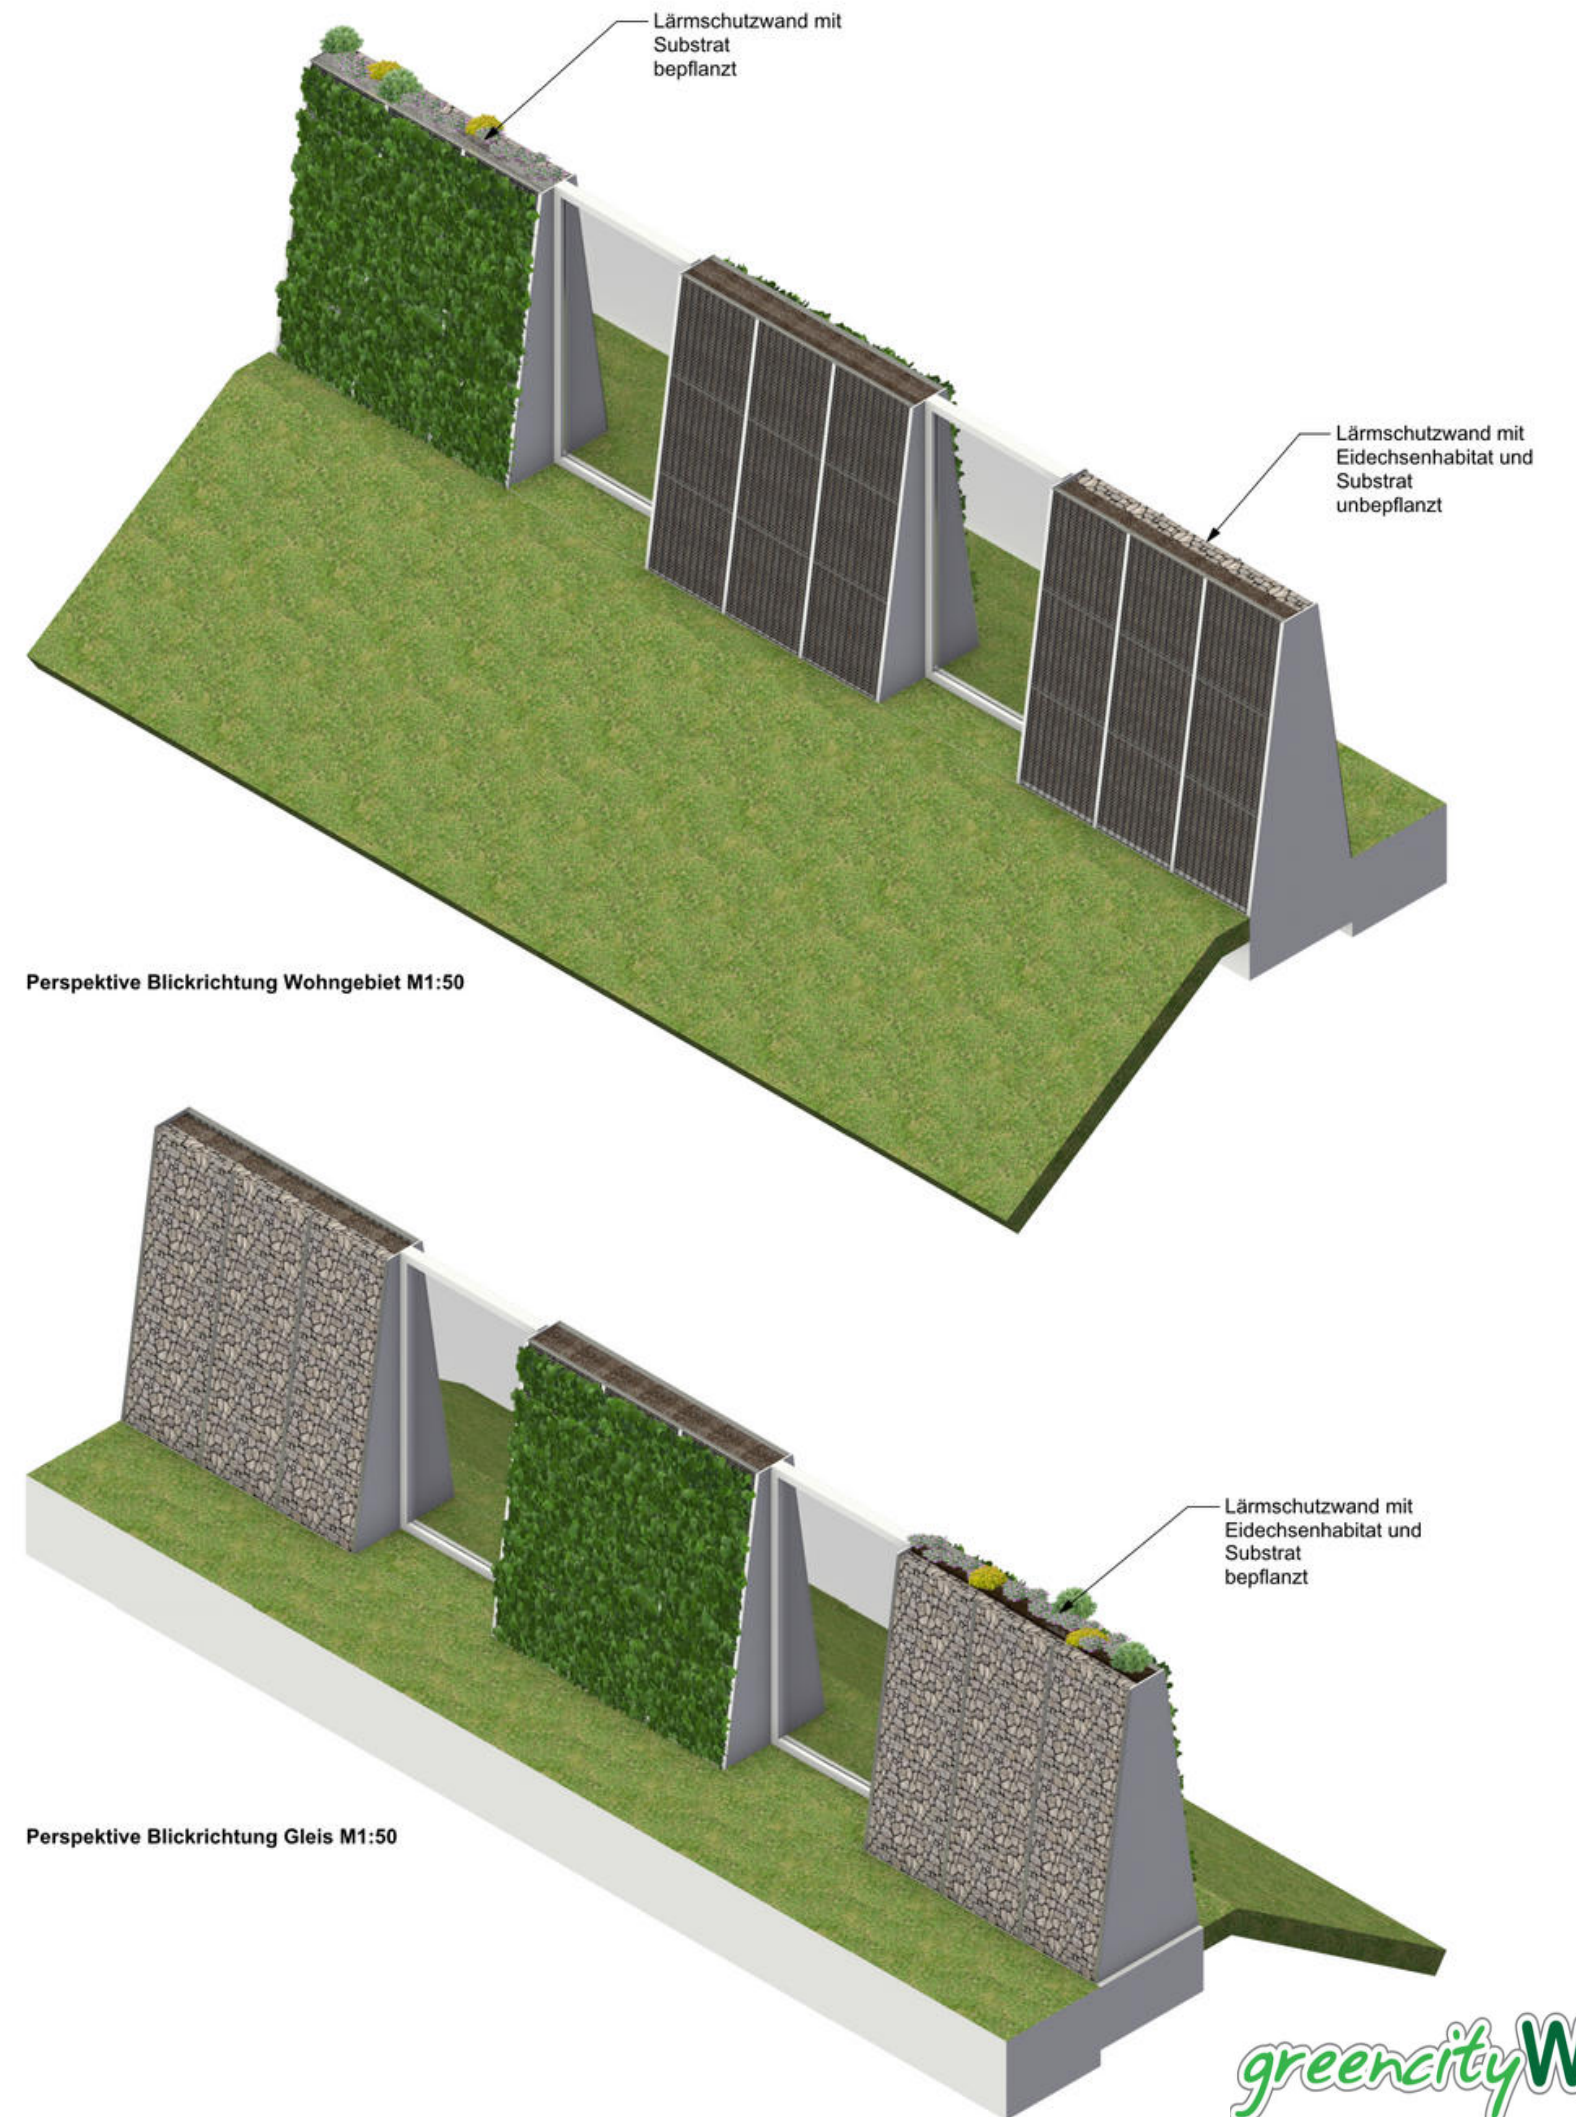 Lärmschutzwand mit
Substrat
bepflanzt
Lärmschutzwand mit
Eidechsenhabitat und
Substrat
unbepflanzt
Perspektive Blickrichtung Wohngebiet M1:50
Lärmschutzwand mit
Eidechsenhabitat und
Substrat
bepflanzt
Perspektive Blickrichtung Gleis M1:50
greencityW